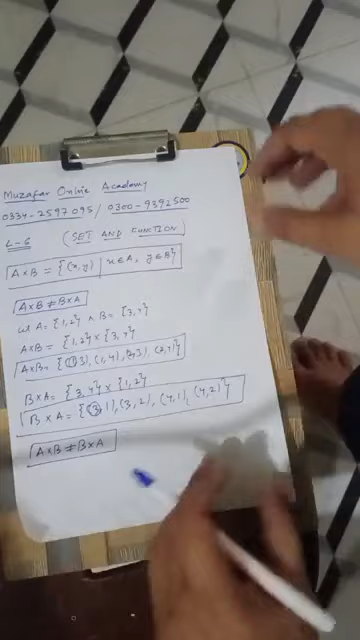 Muzafar Online Academy
0334-2597095 / 0300-9392500
L-6 (SET AND FUNCTION)
A×B = {(x,y) | x∈A, y∈B}
A×B ≠ B×A
let A = {1,2} ∧ B = {3,4}
A×B = {1,2} × {3,4}
A×B = {(1,3), (1,4), (2,3), (2,4)}
B×A = {3,4} × {1,2}
B×A = {(3,1), (3,2), (4,1), (4,2)}
A×B ≠ B×A